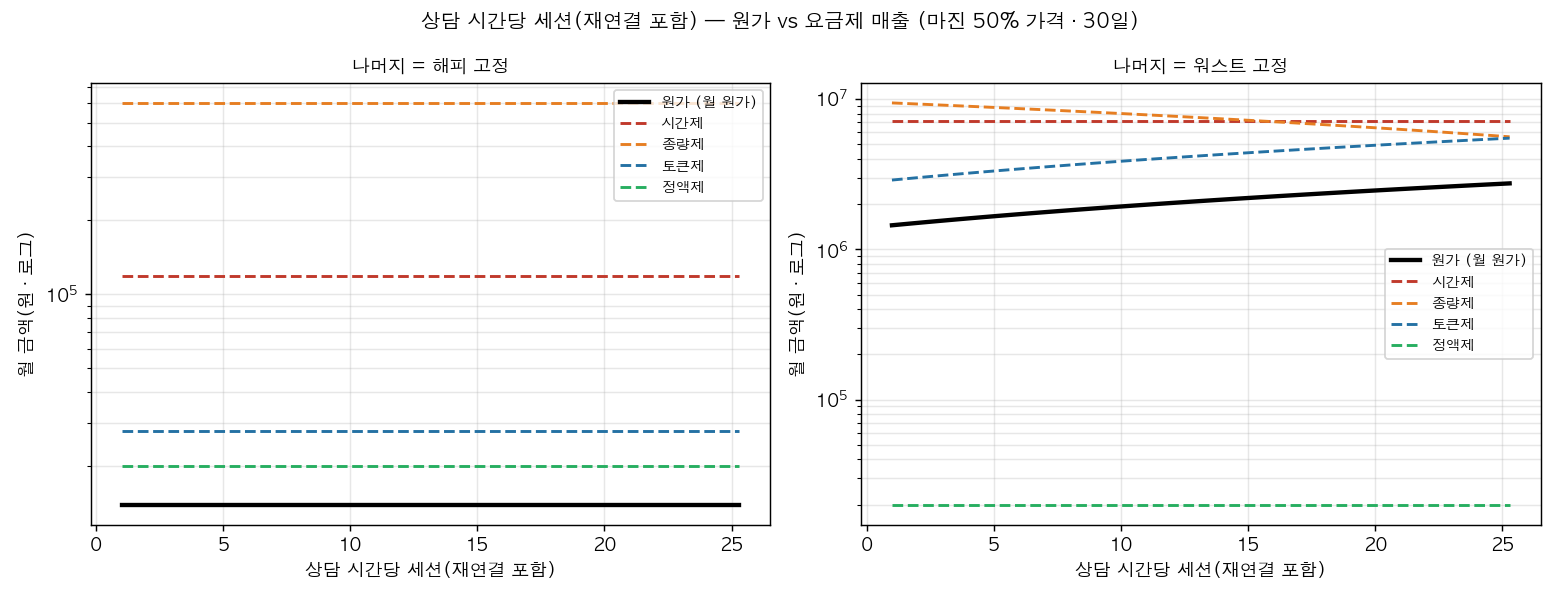 상담 시간당 세션(재연결 포함) — 원가 vs 요금제 매출 (마진 50% 가격 · 30일)
나머지 = 해피 고정
월 금액(원 · 로그)
10^5
원가 (월 원가)
시간제
종량제
토큰제
정액제
0 5 10 15 20 25
상담 시간당 세션(재연결 포함)
나머지 = 워스트 고정
월 금액(원 · 로그)
10^7
10^6
10^5
원가 (월 원가)
시간제
종량제
토큰제
정액제
0 5 10 15 20 25
상담 시간당 세션(재연결 포함)